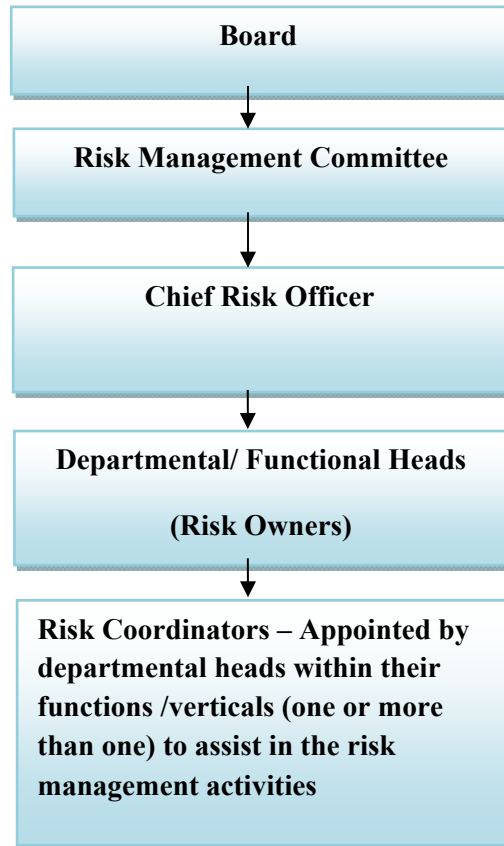 Board
Risk Management Committee
Chief Risk Officer
Departmental/ Functional Heads
(Risk Owners)
Risk Coordinators – Appointed by
departmental heads within their
functions /verticals (one or more
than one) to assist in the risk
management activities